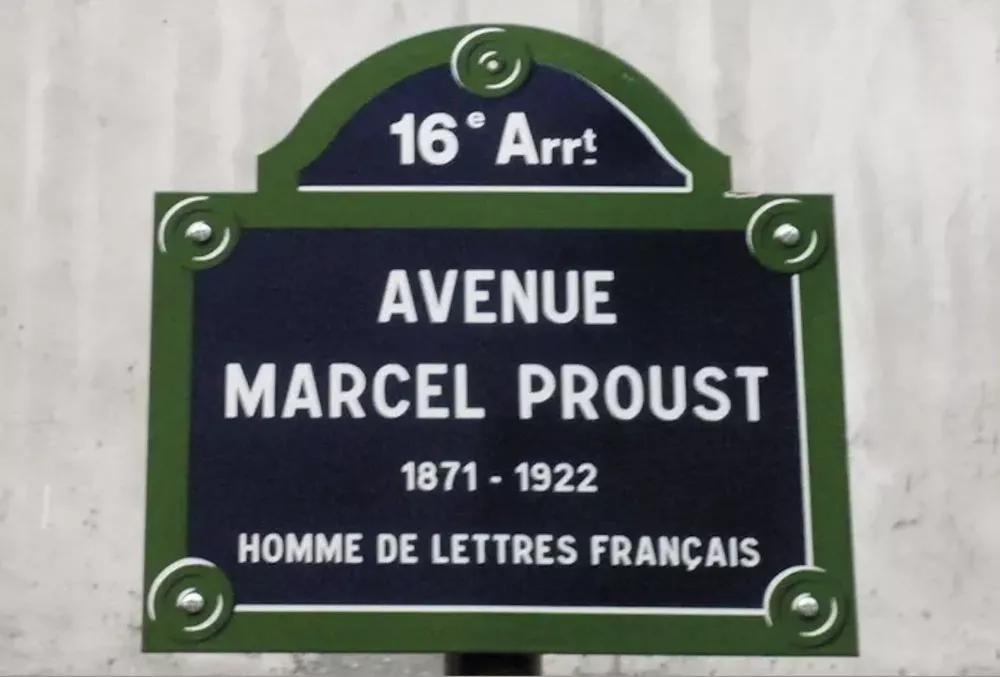 16e Arrt
AVENUE
MARCEL PROUST
1871 - 1922
HOMME DE LETTRES FRANÇAIS